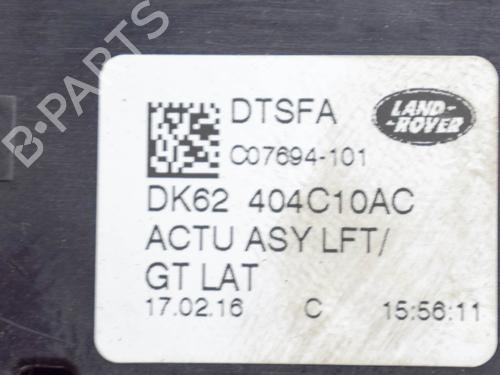 B-PARTS
DTSFA
LAND-
ROVER
C07694-101
DK62 404C10AC
ACTU ASY LFT/
GT LAT
17.02.16 C 15:56:11